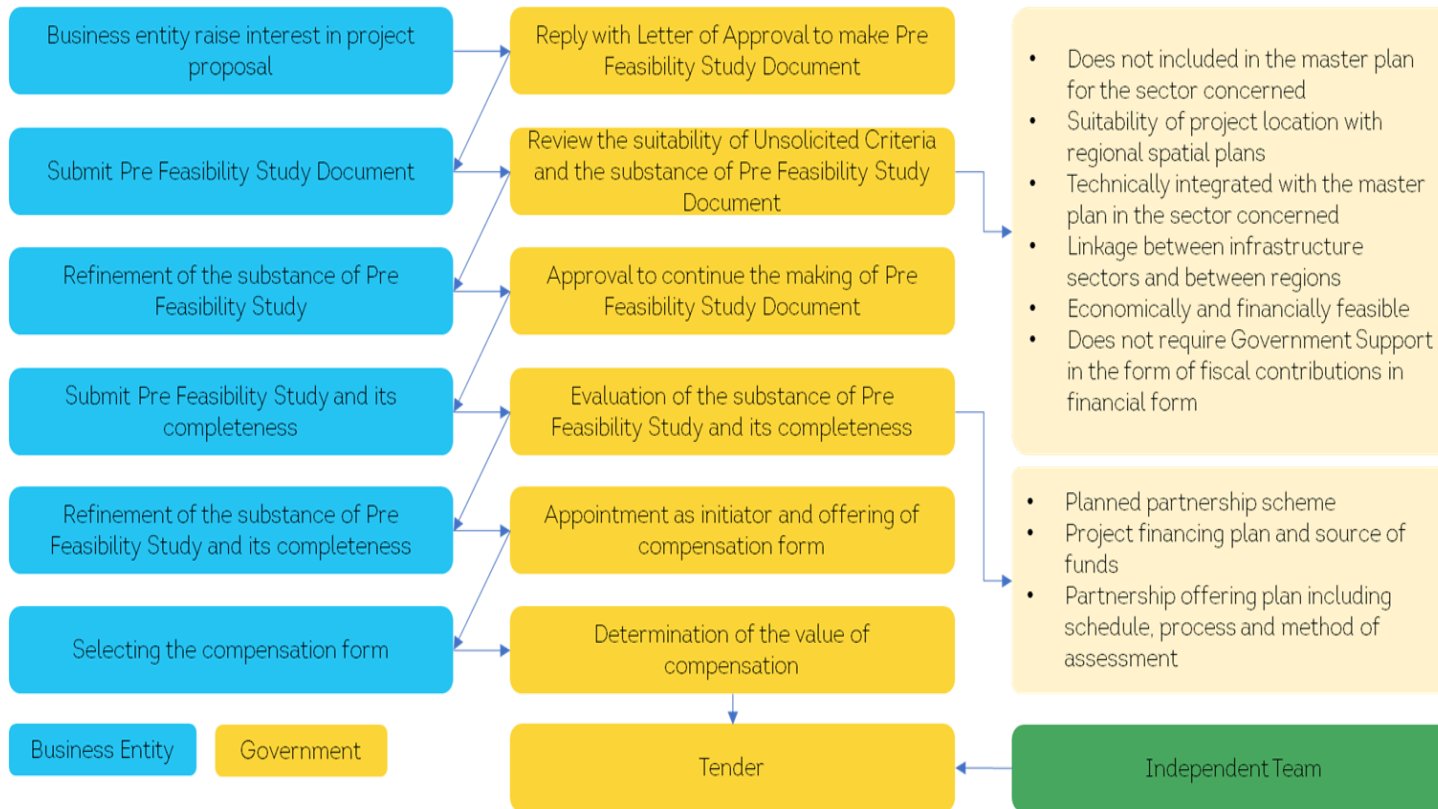 Business entity raise interest in project
proposal
Reply with Letter of Approval to make Pre
Feasibility Study Document
• Does not included in the master plan
for the sector concerned
• Suitability of project location with
regional spatial plans
• Technically integrated with the master
plan in the sector concerned
• Linkage between infrastructure
sectors and between regions
• Economically and financially feasible
• Does not require Government Support
in the form of fiscal contributions in
financial form
Submit Pre Feasibility Study Document
Review the suitability of Unsolicited Criteria
and the substance of Pre Feasibility Study
Document
Refinement of the substance of Pre
Feasibility Study
Approval to continue the making of Pre
Feasibility Study Document
Submit Pre Feasibility Study and its
completeness
Evaluation of the substance of Pre
Feasibility Study and its completeness
• Planned partnership scheme
• Project financing plan and source of
funds
• Partnership offering plan including
schedule, process and method of
assessment
Refinement of the substance of Pre
Feasibility Study and its completeness
Appointment as initiator and offering of
compensation form
Selecting the compensation form
Determination of the value of
compensation
Business Entity
Government
Tender
Independent Team